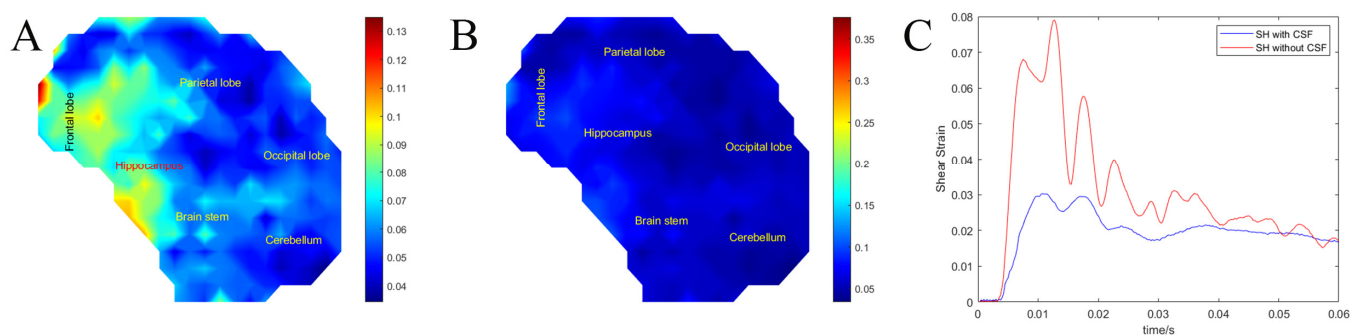 A
Parietal lobe
Frontal lobe
Hippocampus
Occipital lobe
Brain stem
Cerebellum
0.13
0.12
0.11
0.1
0.09
0.08
0.07
0.06
0.05
0.04
B
Parietal lobe
Frontal lobe
Hippocampus
Occipital lobe
Brain stem
Cerebellum
0.35
0.3
0.25
0.2
0.15
0.1
0.05
C
SH with CSF
SH without CSF
Shear Strain
0.08
0.07
0.06
0.05
0.04
0.03
0.02
0.01
0
0 0.01 0.02 0.03 0.04 0.05 0.06
time/s